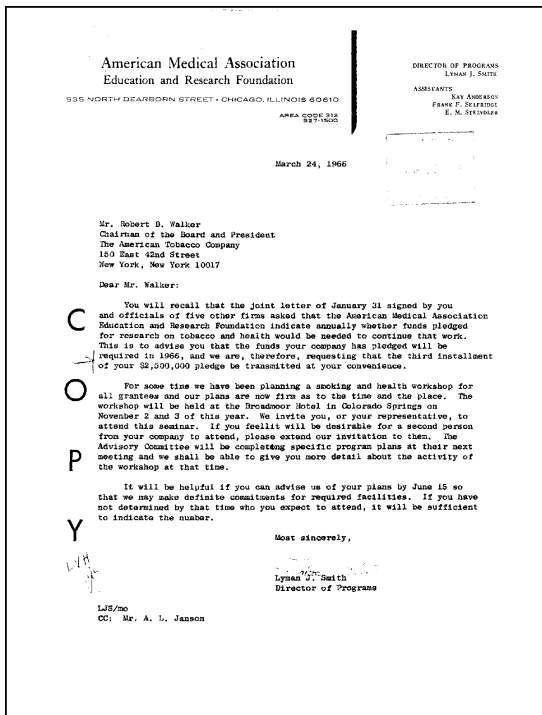 American Medical Association
Education and Research Foundation
535 NORTH DEARBORN STREET • CHICAGO, ILLINOIS 60610
AREA CODE 312
527-1500
DIRECTOR OF PROGRAMS
LYMAN J. SMITH
ASSISTANTS
KAY ANDERSON
FRANK F. SELFRIDGE
E. M. STEINDLER
March 24, 1966
Mr. Robert B. Walker
Chairman of the Board and President
The American Tobacco Company
150 East 42nd Street
New York, New York 10017
Dear Mr. Walker:
You will recall that the joint letter of January 31 signed by you
and officials of five other firms asked that the American Medical Association
Education and Research Foundation indicate annually whether funds pledged
for research on tobacco and health would be needed to continue that work.
This is to advise you that the funds your company has pledged will be
required in 1966, and we are, therefore, requesting that the third installment
of your $2,500,000 pledge be transmitted at your convenience.
For some time we have been planning a smoking and health workshop for
all grantees and our plans are now firm as to the time and the place. The
workshop will be held at the Broadmoor Hotel in Colorado Springs on
November 2 and 3 of this year. We invite you, or your representative, to
attend this seminar. If you feellit will be desirable for a second person
from your company to attend, please extend our invitation to them. The
Advisory Committee will be completing specific program plans at their next
meeting and we shall be able to give you more detail about the activity of
the workshop at that time.
It will be helpful if you can advise us of your plans by June 15 so
that we may make definite commitments for required facilities. If you have
not determined by that time who you expect to attend, it will be sufficient
to indicate the number.
COPY
Most sincerely,
Lyman J. Smith
Director of Programs
LJS/mo
CC: Mr. A. L. Janson